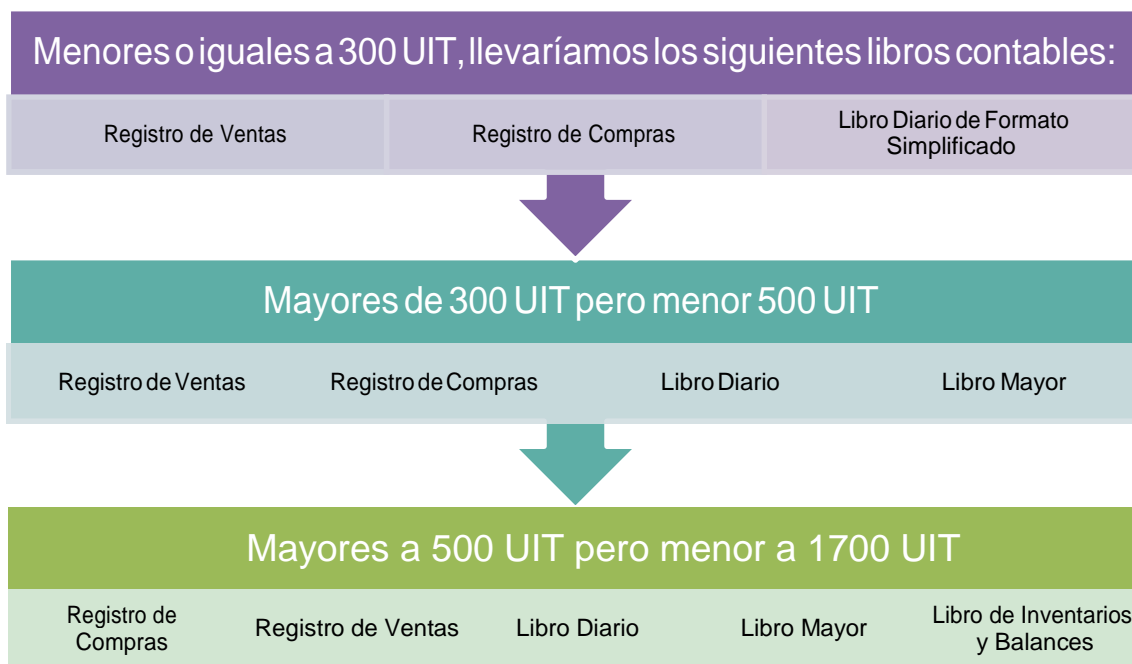 Menores o iguales a 300 UIT, llevaríamos los siguientes libros contables:
Registro de Ventas
Registro de Compras
Libro Diario de Formato
Simplificado
Mayores de 300 UIT pero menor 500 UIT
Registro de Ventas
Registro de Compras
Libro Diario
Libro Mayor
Mayores a 500 UIT pero menor a 1700 UIT
Registro de
Compras
Registro de Ventas
Libro Diario
Libro Mayor
Libro de Inventarios
y Balances